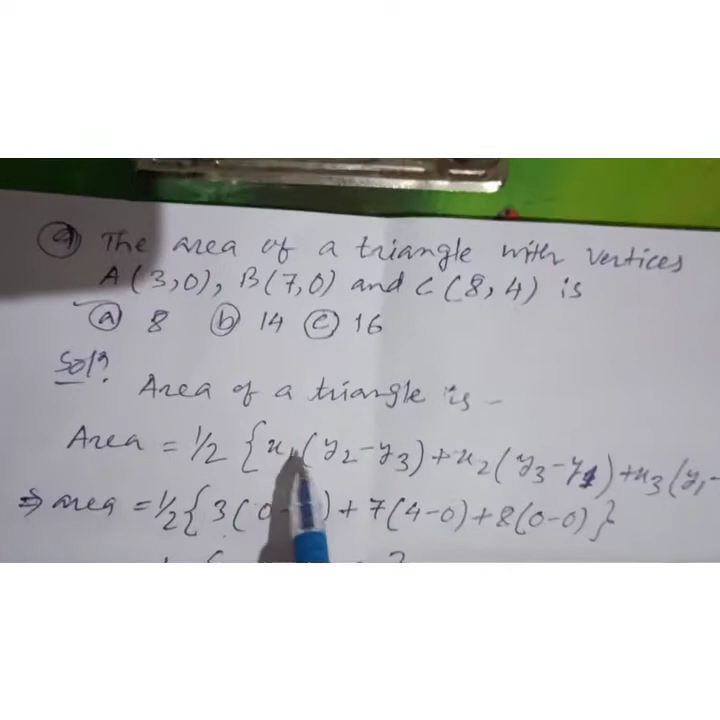 9 The area of a triangle with vertices
A(3,0), B(7,0) and C(8,4) is
(a) 8 (b) 14 (c) 16
Solⁿ.
Area of a triangle is -
Area = 1/2 {x₁(y₂-y₃)+x₂(y₃-y₁)+x₃(y₁-
⇒ area = 1/2{3(0- )+7(4-0)+8(0-0)}